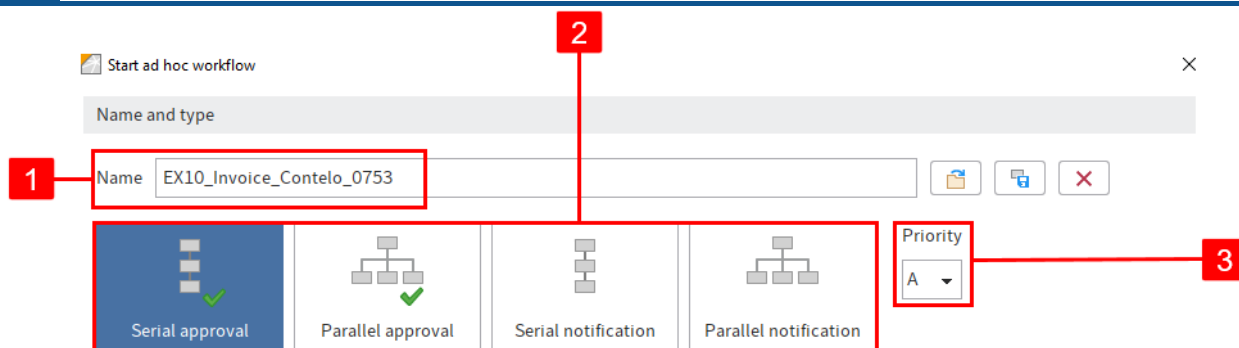 2
Start ad hoc workflow
Name and type
1
Name EX10_Invoice_Contelo_0753
Priority
A
3
Serial approval Parallel approval Serial notification Parallel notification